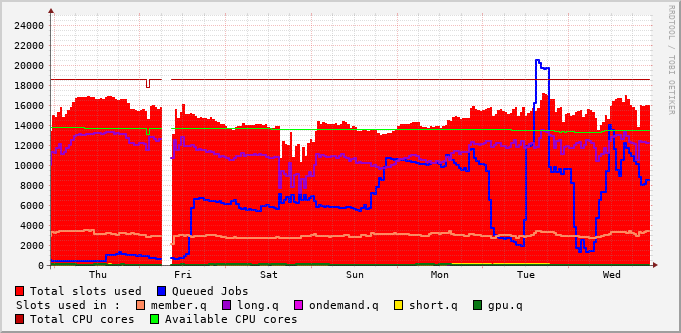 RRDTOOL / TOBI OETIKER
24000
22000
20000
18000
16000
14000
12000
10000
8000
6000
4000
2000
0
Thu Fri Sat Sun Mon Tue Wed
Total slots used Queued Jobs
Slots used in : member.q long.q ondemand.q short.q gpu.q
Total CPU cores Available CPU cores